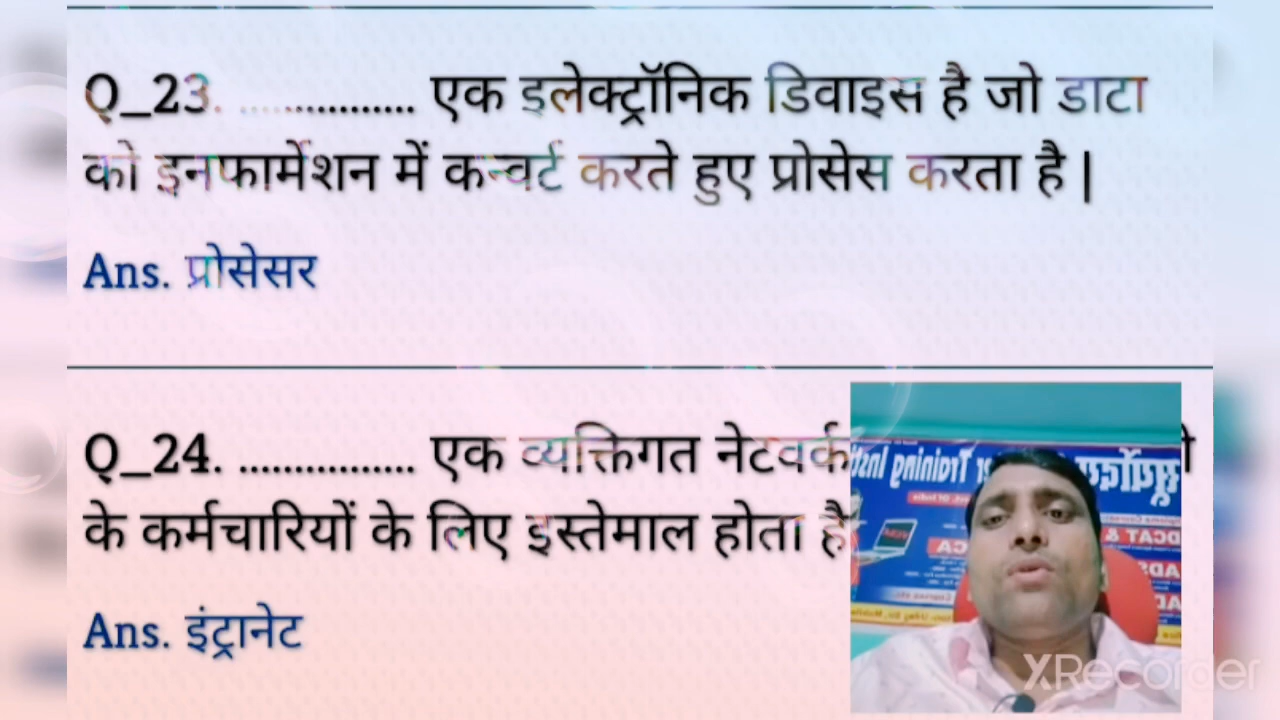 Q_23. ................ एक इलेक्ट्रॉनिक डिवाइस है जो डाटा
को इनफार्मेशन में कन्वर्ट करते हुए प्रोसेस करता है |
Ans. प्रोसेसर
Q_24. ................ एक व्यक्तिगत नेटवर्क
के कर्मचारियों के लिए इस्तेमाल होता है
Ans. इंट्रानेट
Training
XRecorder